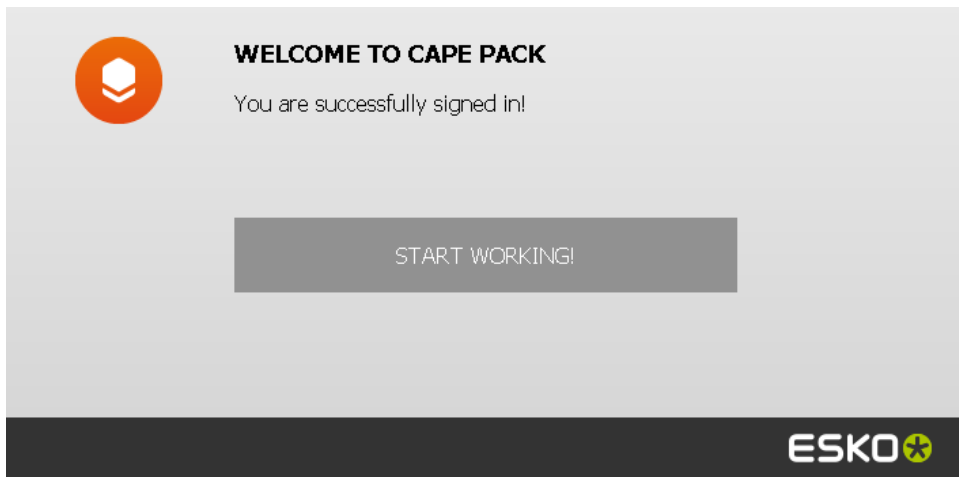 WELCOME TO CAPE PACK
You are successfully signed in!
START WORKING!
ESKO